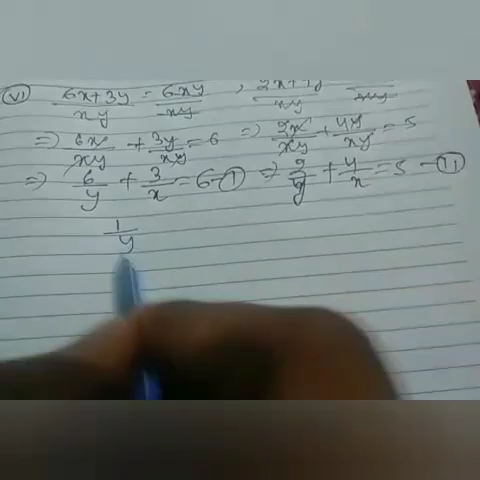 (VI) 6x+3y/xy = 6xy/xy , 2x+4y/xy
=> 6x/xy + 3y/xy = 6 => 2x/xy + 4y/xy = 5
=> 6/y + 3/x = 6 -(I) => 2/y + 4/x = 5 -(II)
1/y